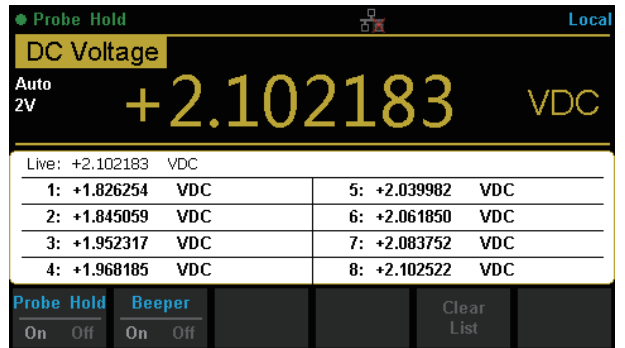 Probe Hold Local
DC Voltage
Auto
2V
+2.102183 VDC
Live: +2.102183 VDC
1: +1.826254 VDC 5: +2.039982 VDC
2: +1.845059 VDC 6: +2.061850 VDC
3: +1.952317 VDC 7: +2.083752 VDC
4: +1.968185 VDC 8: +2.102522 VDC
Probe Hold Beeper Clear
On Off On Off List